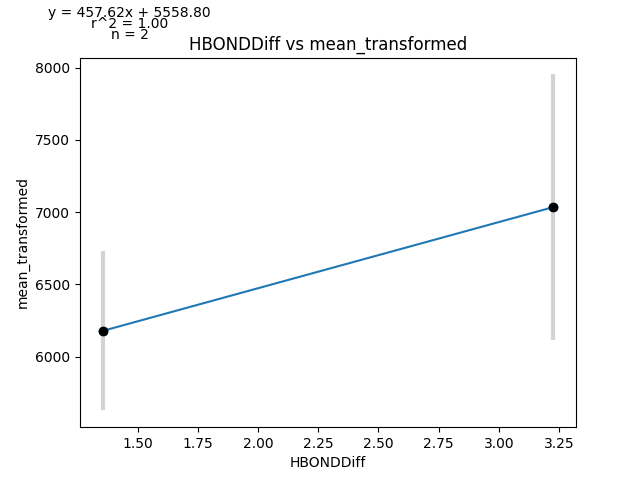 y = 457.62x + 5558.80
r^2 = 1.00
n = 2
HBONDDiff vs mean_transformed
8000
7500
7000
6500
6000
mean_transformed
1.50 1.75 2.00 2.25 2.50 2.75 3.00 3.25
HBONDDiff